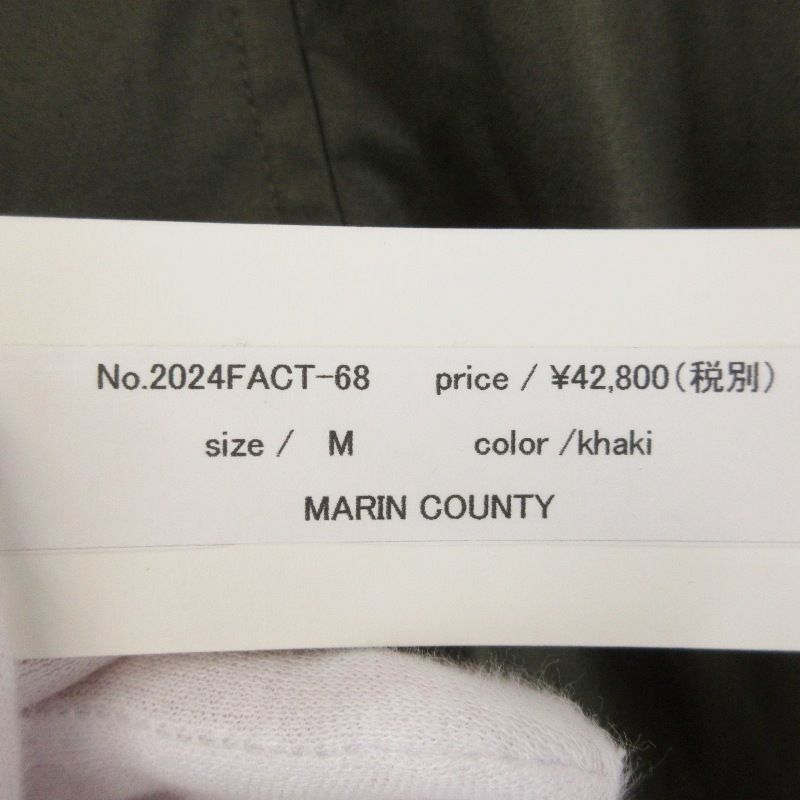 No.2024FACT-68 price / ¥42,800(税別)
size / M color /khaki
MARIN COUNTY